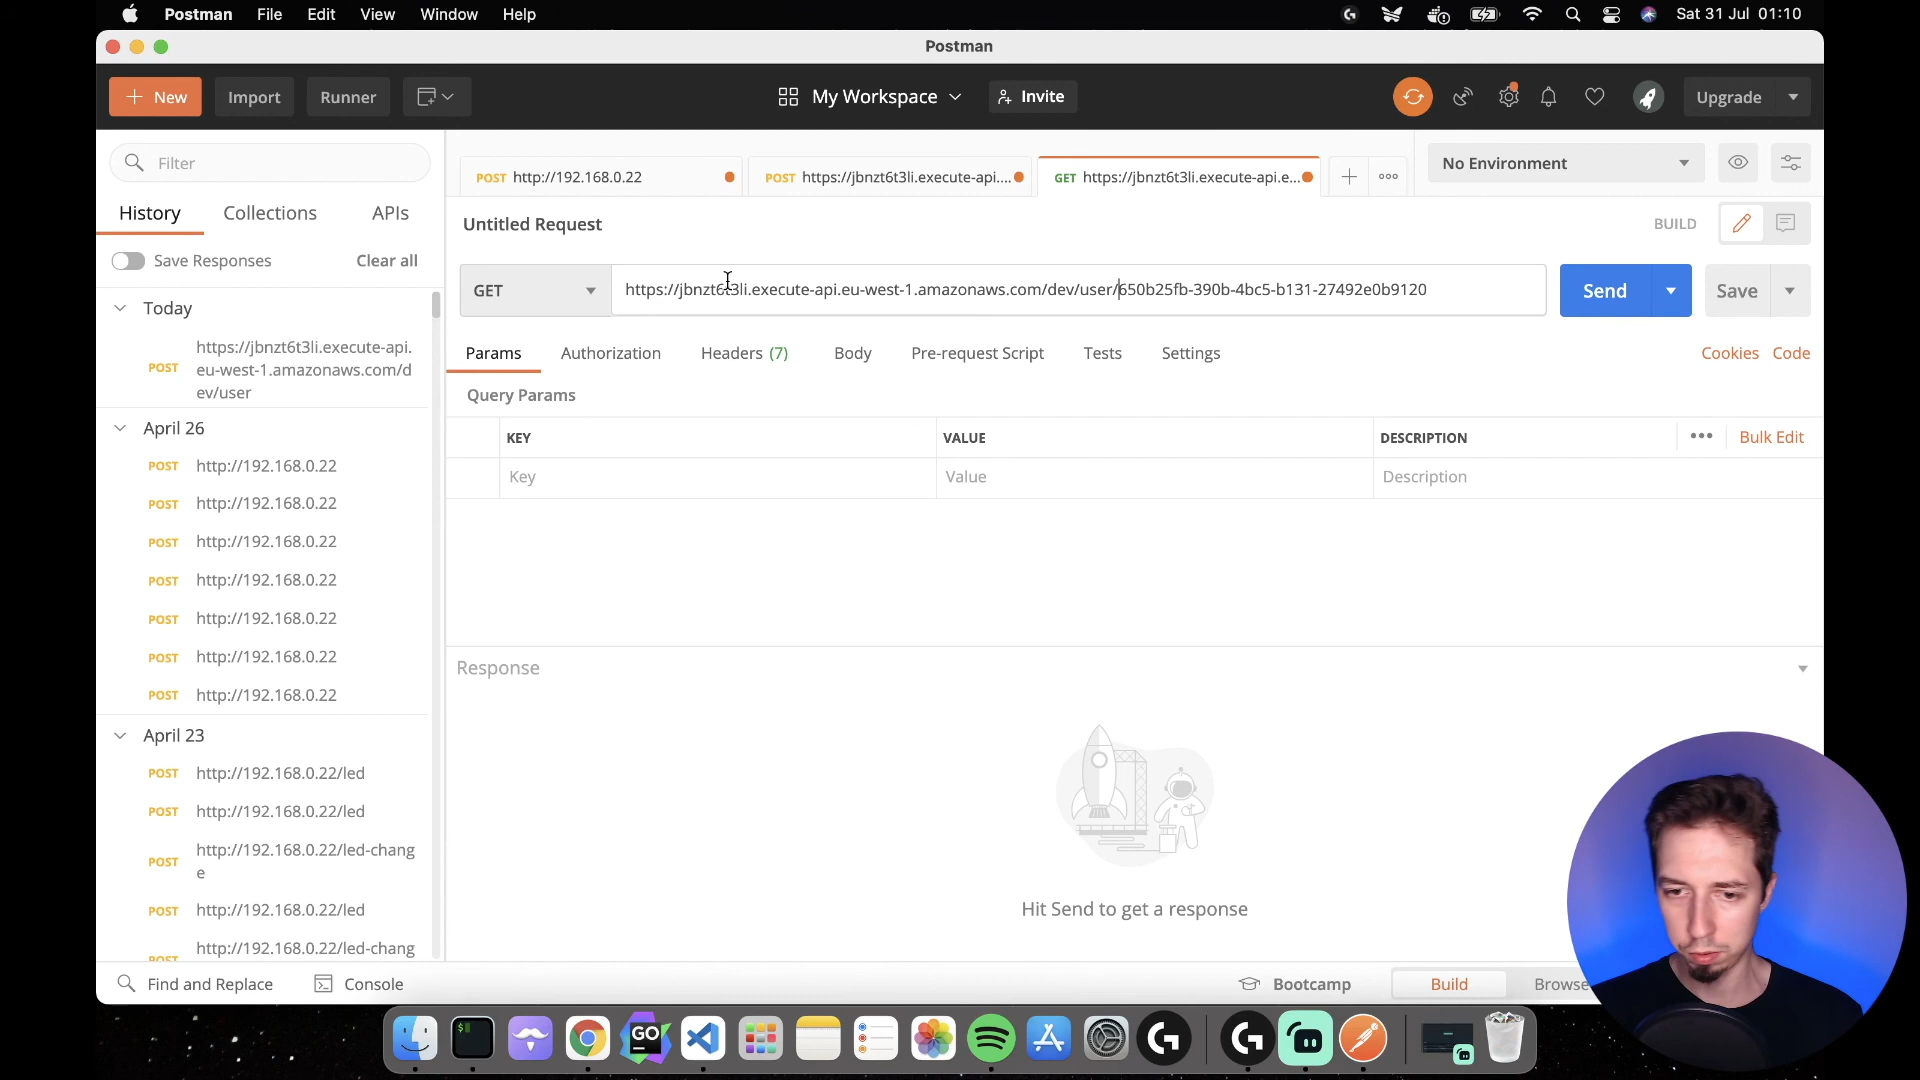 Postman File Edit View Window Help Sat 31 Jul 01:10
Postman
New Import Runner My Workspace Invite Upgrade
Filter
History Collections APIs
Save Responses Clear all
Today
POST https://jbnzt6t3li.execute-api.
eu-west-1.amazonaws.com/d
ev/user
April 26
POST http://192.168.0.22
POST http://192.168.0.22
POST http://192.168.0.22
POST http://192.168.0.22
POST http://192.168.0.22
POST http://192.168.0.22
POST http://192.168.0.22
April 23
POST http://192.168.0.22/led
POST http://192.168.0.22/led
POST http://192.168.0.22/led-chang
e
POST http://192.168.0.22/led
POST http://192.168.0.22/led-chang
POST http://192.168.0.22 POST https://jbnzt6t3li.execute-api.... GET https://jbnzt6t3li.execute-api.e... No Environment
Untitled Request BUILD
GET https://jbnzt6t3li.execute-api.eu-west-1.amazonaws.com/dev/user/650b25fb-390b-4bc5-b131-27492e0b9120 Send Save
Params Authorization Headers (7) Body Pre-request Script Tests Settings Cookies Code
Query Params
KEY VALUE DESCRIPTION Bulk Edit
Key Value Description
Response
Hit Send to get a response
Find and Replace Console Bootcamp Build Browse
GO